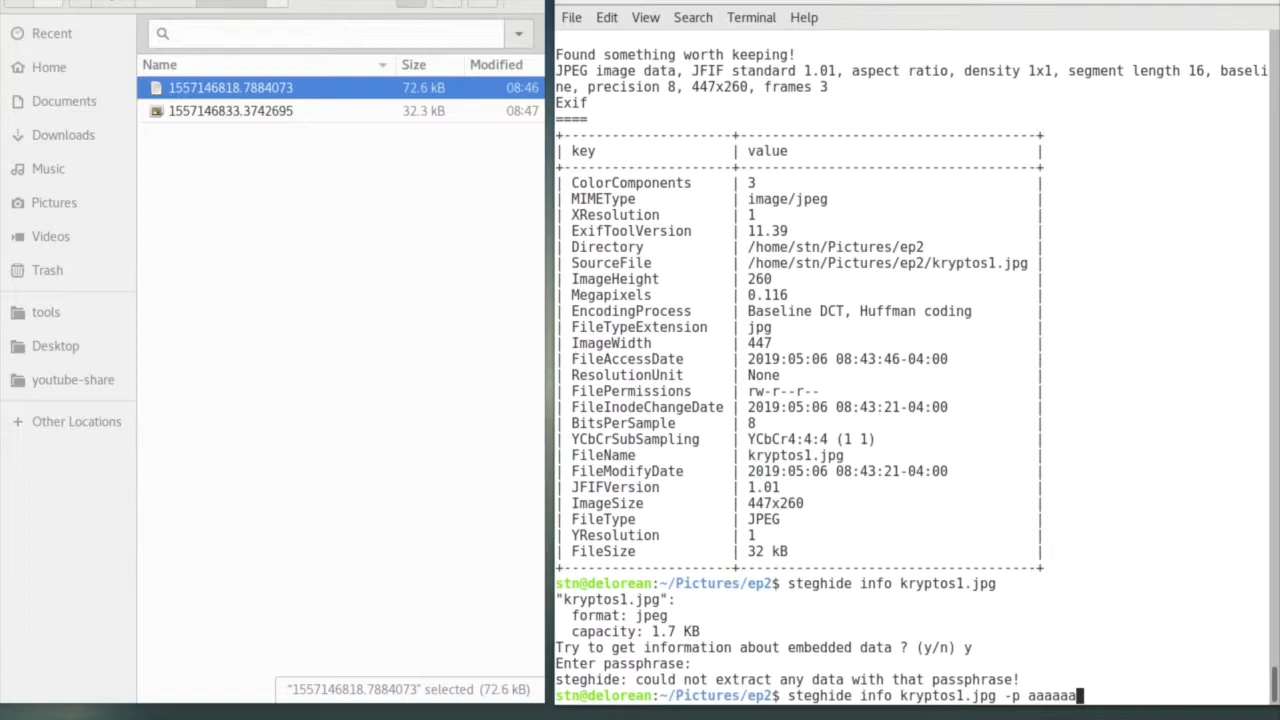 Recent
Home
Documents
Downloads
Music
Pictures
Videos
Trash
tools
Desktop
youtube-share
+ Other Locations
Name Size Modified
1557146818.7884073 72.6 kB 08:46
1557146833.3742695 32.3 kB 08:47
"1557146818.7884073" selected (72.6 kB)
File Edit View Search Terminal Help
Found something worth keeping!
JPEG image data, JFIF standard 1.01, aspect ratio, density 1x1, segment length 16, baseli
ne, precision 8, 447x260, frames 3
Exif
====
+---------------------+-------------------------------------+
| key | value |
+---------------------+-------------------------------------+
| ColorComponents | 3
| MIMEType | image/jpeg
| XResolution | 1
| ExifToolVersion | 11.39
| Directory | /home/stn/Pictures/ep2
| SourceFile | /home/stn/Pictures/ep2/kryptos1.jpg |
| ImageHeight | 260
| Megapixels | 0.116
| EncodingProcess | Baseline DCT, Huffman coding
| FileTypeExtension | jpg
| ImageWidth | 447
| FileAccessDate | 2019:05:06 08:43:46-04:00
| ResolutionUnit | None
| FilePermissions | rw-r--r--
| FileInodeChangeDate | 2019:05:06 08:43:21-04:00
| BitsPerSample | 8
| YCbCrSubSampling | YCbCr4:4:4 (1 1)
| FileName | kryptos1.jpg
| FileModifyDate | 2019:05:06 08:43:21-04:00
| JFIFVersion | 1.01
| ImageSize | 447x260
| FileType | JPEG
| YResolution | 1
| FileSize | 32 kB
+---------------------+-------------------------------------+
stn@delorean:~/Pictures/ep2$ steghide info kryptos1.jpg
"kryptos1.jpg":
format: jpeg
capacity: 1.7 KB
Try to get information about embedded data ? (y/n) y
Enter passphrase:
steghide: could not extract any data with that passphrase!
stn@delorean:~/Pictures/ep2$ steghide info kryptos1.jpg -p aaaaaa